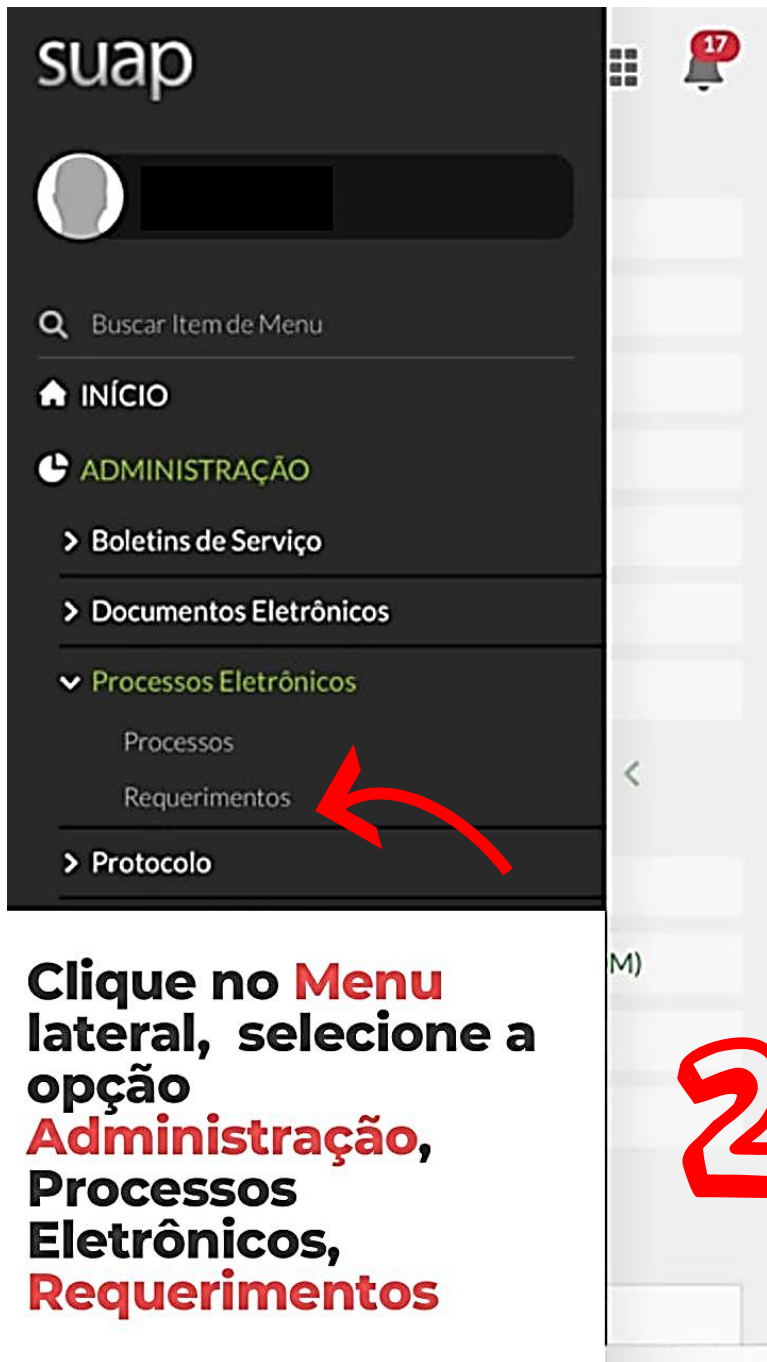 suap
17
Buscar Item de Menu
INÍCIO
ADMINISTRAÇÃO
Boletins de Serviço
Documentos Eletrônicos
Processos Eletrônicos
Processos
Requerimentos
Protocolo
M)
Clique no Menu
lateral, selecione a
opção
Administração,
Processos
Eletrônicos,
Requerimentos
2